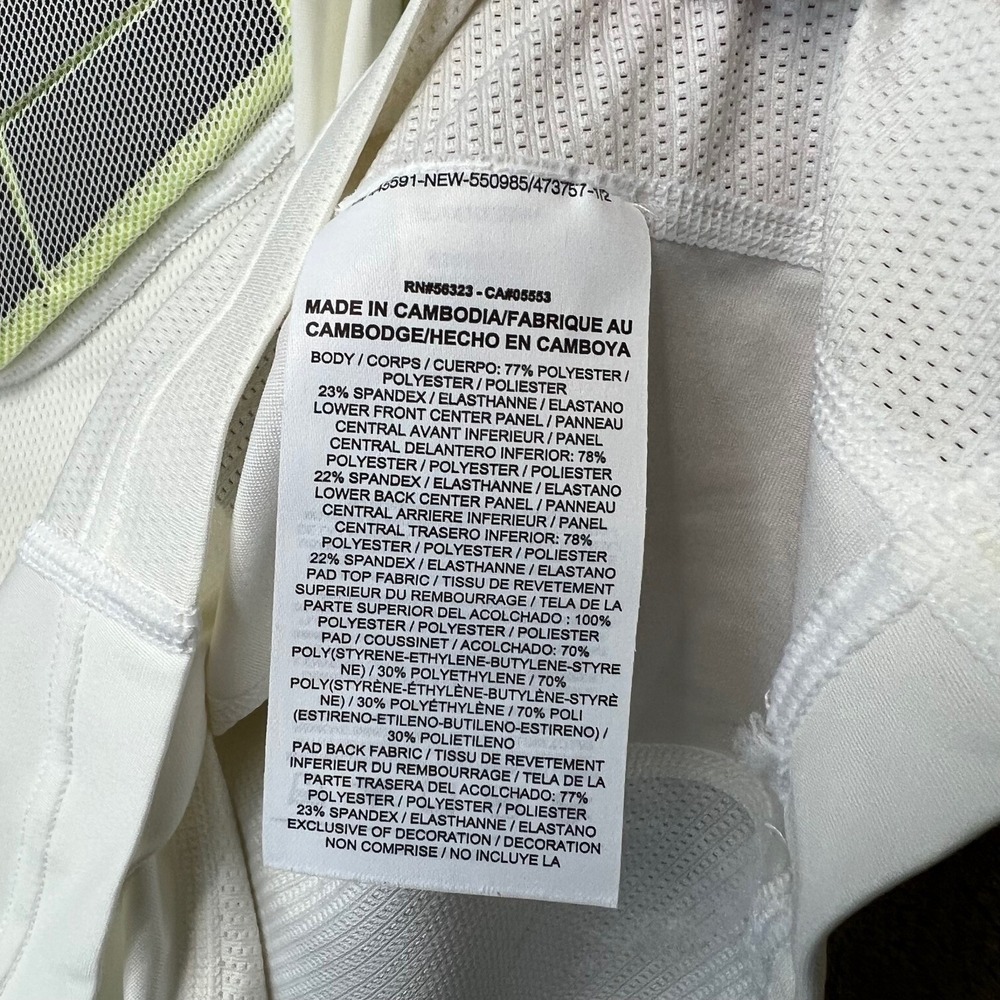 45591-NEW-550985/473757-1/2
RN#56323 - CA#05553
MADE IN CAMBODIA/FABRIQUE AU
CAMBODGE/HECHO EN CAMBOYA
BODY / CORPS / CUERPO: 77% POLYESTER /
POLYESTER / POLIESTER
23% SPANDEX / ELASTHANNE / ELASTANO
LOWER FRONT CENTER PANEL / PANNEAU
CENTRAL AVANT INFERIEUR / PANEL
CENTRAL DELANTERO INFERIOR: 78%
POLYESTER / POLYESTER / POLIESTER
22% SPANDEX / ELASTHANNE / ELASTANO
LOWER BACK CENTER PANEL / PANNEAU
CENTRAL ARRIERE INFERIEUR / PANEL
CENTRAL TRASERO INFERIOR: 78%
POLYESTER / POLYESTER / POLIESTER
22% SPANDEX / ELASTHANNE / ELASTANO
PAD TOP FABRIC / TISSU DE REVETEMENT
SUPERIEUR DU REMBOURRAGE / TELA DE LA
PARTE SUPERIOR DEL ACOLCHADO : 100%
POLYESTER / POLYESTER / POLIESTER
PAD / COUSSINET / ACOLCHADO: 70%
POLY(STYRENE-ETHYLENE-BUTYLENE-STYRE
NE) / 30% POLYETHYLENE / 70%
POLY(STYRÈNE-ÉTHYLÈNE-BUTYLÈNE-STYRÈ
NE) / 30% POLYÉTHYLÈNE / 70% POLI
(ESTIRENO-ETILENO-BUTILENO-ESTIRENO) /
30% POLIETILENO
PAD BACK FABRIC / TISSU DE REVETEMENT
INFERIEUR DU REMBOURRAGE / TELA DE LA
PARTE TRASERA DEL ACOLCHADO: 77%
POLYESTER / POLYESTER / POLIESTER
23% SPANDEX / ELASTHANNE / ELASTANO
EXCLUSIVE OF DECORATION / DECORATION
NON COMPRISE / NO INCLUYE LA